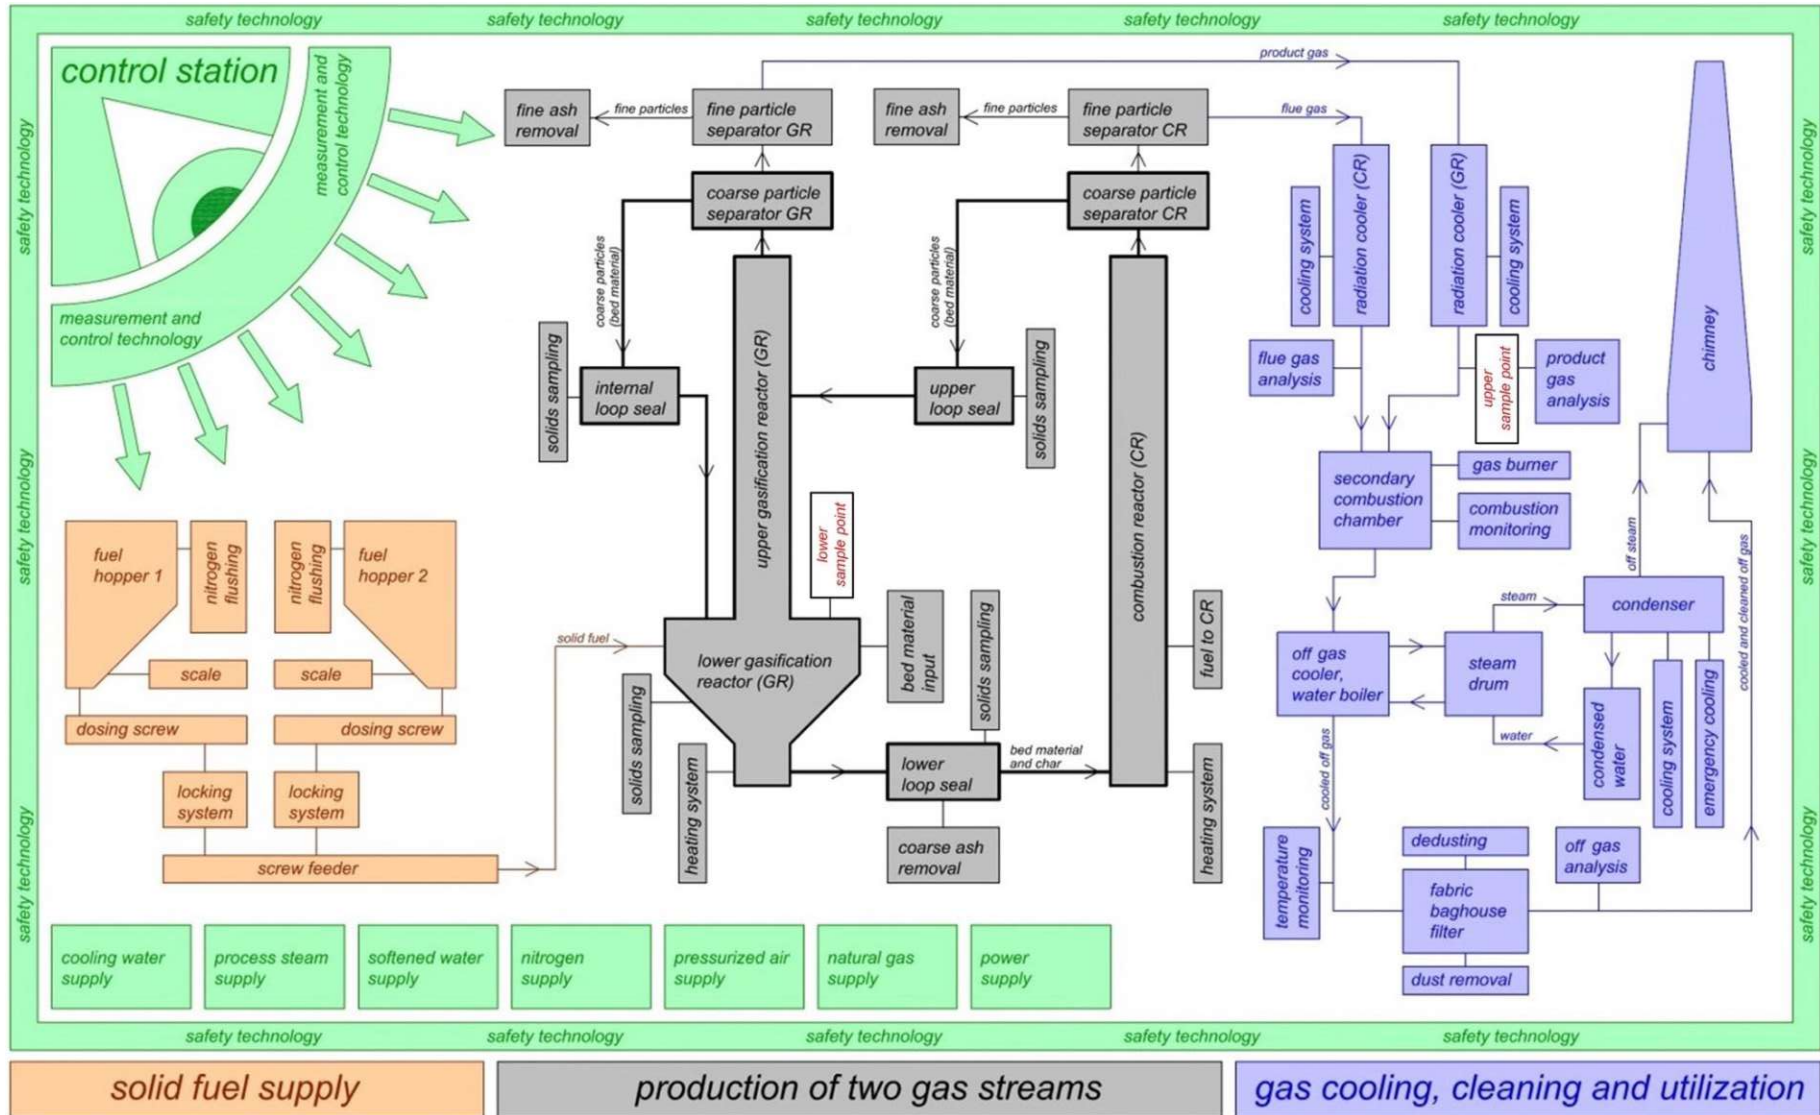 safety technology
safety technology
safety technology
safety technology
safety technology
safety technology
safety technology
safety technology
control station
measurement and
control technology
measurement and
control technology
fuel
hopper 1
nitrogen
flushing
nitrogen
flushing
fuel
hopper 2
scale
scale
dosing screw
dosing screw
locking
system
locking
system
screw feeder
solid fuel
fine ash
removal
fine particles
fine particle
separator GR
coarse particle
separator GR
coarse particles
(bed material)
solids sampling
internal
loop seal
upper gasification reactor (GR)
lower
sample point
lower gasification
reactor (GR)
solids sampling
heating system
bed material
input
solids sampling
lower
loop seal
bed material
and char
coarse ash
removal
fine ash
removal
fine particles
fine particle
separator CR
coarse particle
separator CR
coarse particles
(bed material)
upper
loop seal
solids sampling
combustion reactor (CR)
fuel to CR
heating system
product gas
flue gas
cooling system
radiation cooler (CR)
radiation cooler (GR)
cooling system
flue gas
analysis
upper
sample point
product
gas
analysis
secondary
combustion
chamber
gas burner
combustion
monitoring
off gas
cooler,
water boiler
steam
drum
steam
water
condenser
off steam
condensed
water
cooling system
emergency cooling
cooled and cleaned off gas
chimney
cooled off gas
temperature
monitoring
dedusting
fabric
baghouse
filter
dust removal
off gas
analysis
cooling water
supply
process steam
supply
softened water
supply
nitrogen
supply
pressurized air
supply
natural gas
supply
power
supply
safety technology
safety technology
safety technology
safety technology
safety technology
safety technology
safety technology
safety technology
solid fuel supply
production of two gas streams
gas cooling, cleaning and utilization